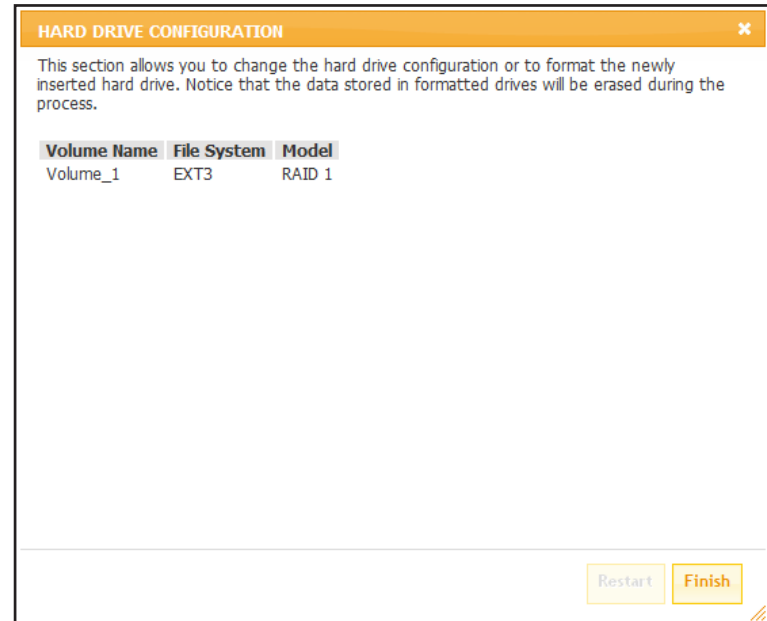 HARD DRIVE CONFIGURATION
This section allows you to change the hard drive configuration or to format the newly
inserted hard drive. Notice that the data stored in formatted drives will be erased during the
process.
Volume Name File System Model
Volume_1 EXT3 RAID 1
Restart Finish